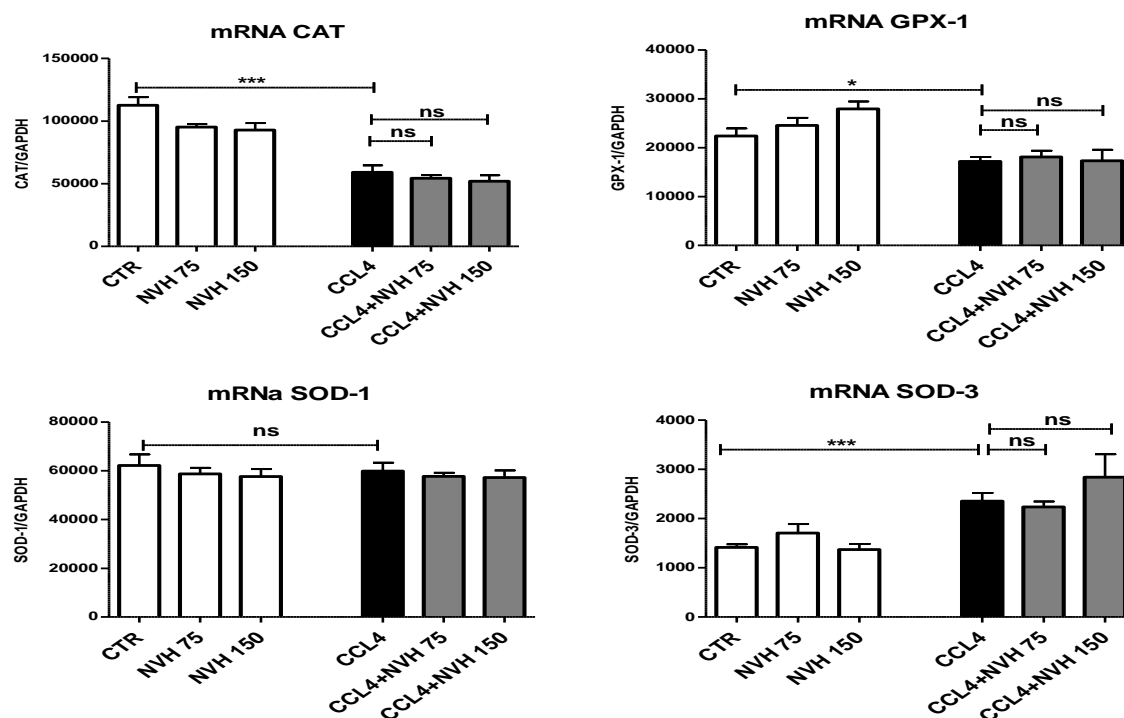 mRNA CAT
150000
100000
50000
0
CAT/GAPDH
***
ns
ns
CTR
NVH 75
NVH 150
CCL4
CCL4+NVH 75
CCL4+NVH 150
mRNA GPX-1
40000
30000
20000
10000
0
GPX-1/GAPDH
*
ns
ns
CTR
NVH 75
NVH 150
CCL4
CCL4+NVH 75
CCL4+NVH 150
mRNa SOD-1
80000
60000
40000
20000
0
SOD-1/GAPDH
ns
CTR
NVH 75
NVH 150
CCL4
CCL4+NVH 75
CCL4+NVH 150
mRNA SOD-3
4000
3000
2000
1000
0
SOD-3/GAPDH
ns
***
ns
CTR
NVH 75
NVH 150
CCL4
CCL4+NVH 75
CCL4+NVH 150